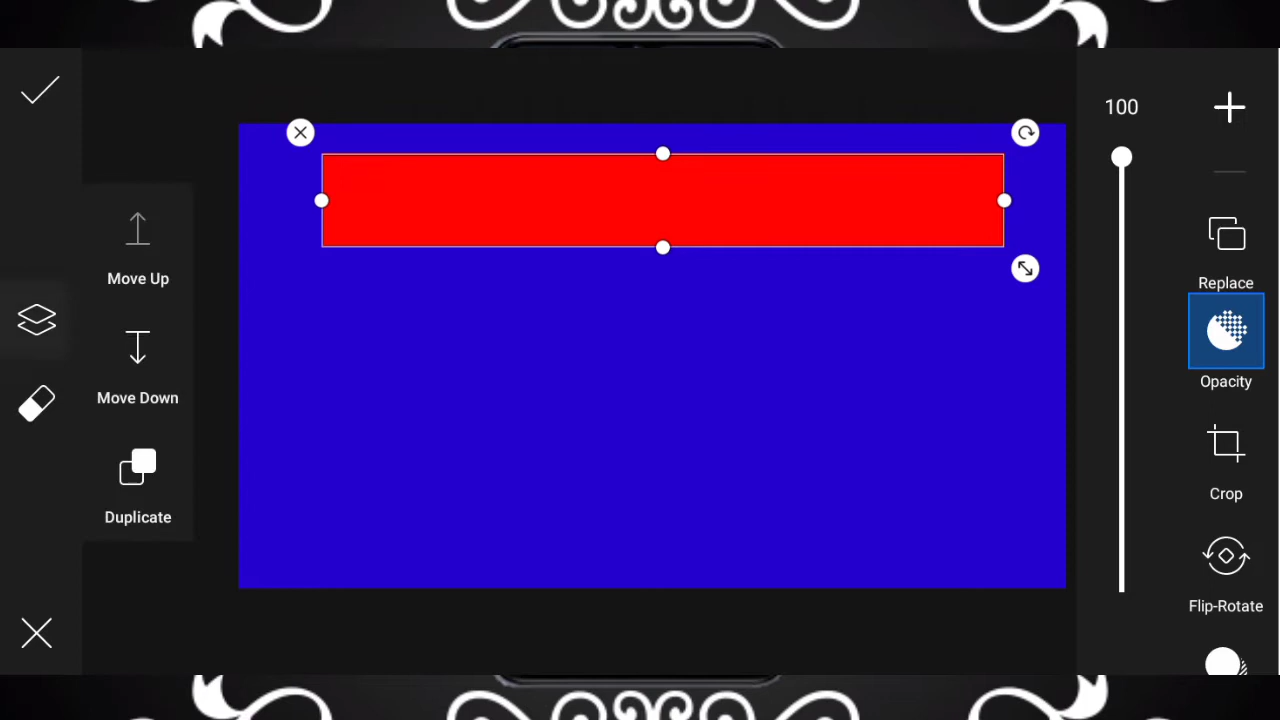 100
Move Up
Replace
Opacity
Move Down
Crop
Duplicate
Flip-Rotate